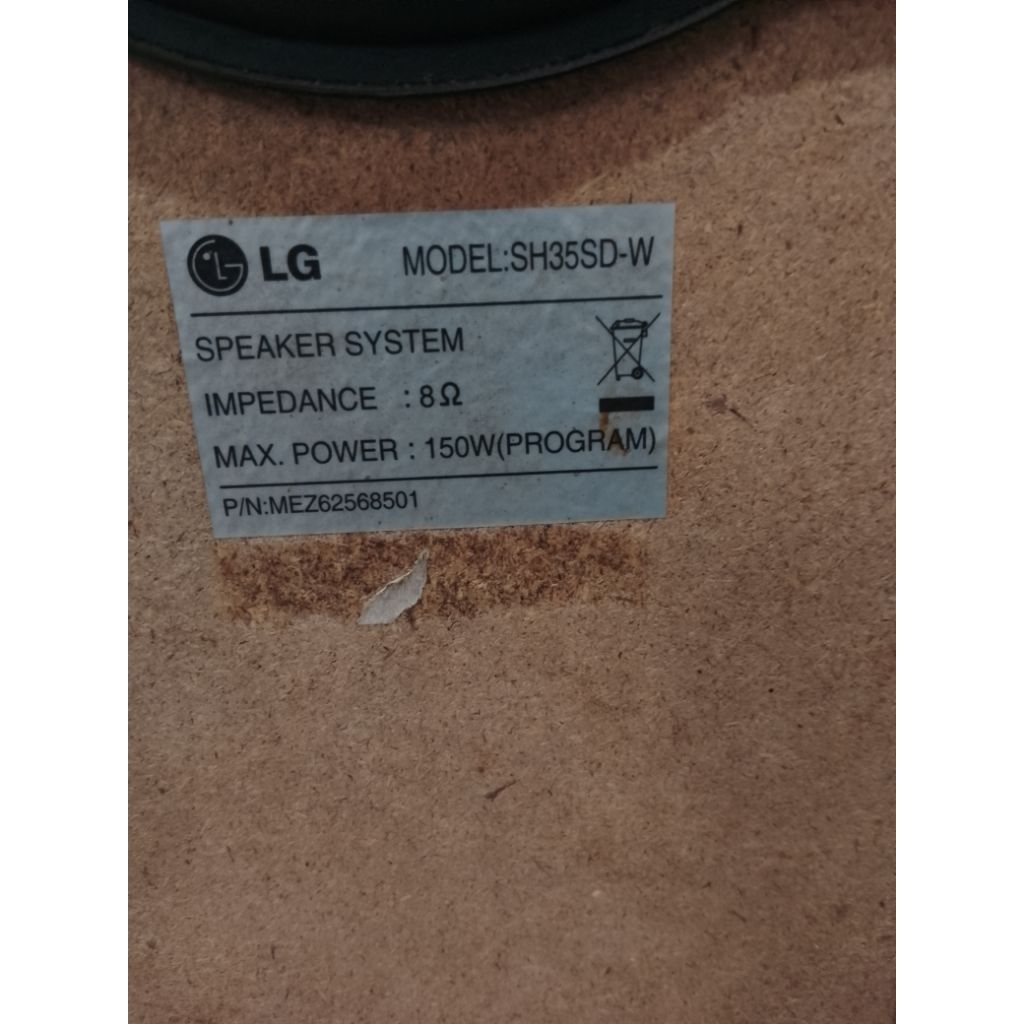 LG MODEL:SH35SD-W
SPEAKER SYSTEM
IMPEDANCE : 8Ω
MAX. POWER : 150W(PROGRAM)
P/N:MEZ62568501